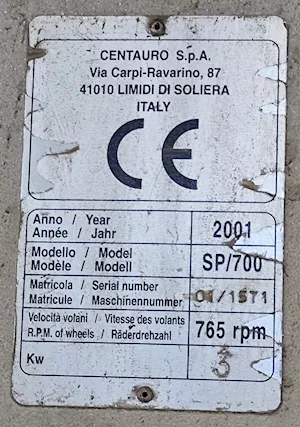 CENTAURO S.p.A.
Via Carpi-Ravarino, 87
41010 LIMIDI DI SOLIERA
ITALY
CE
Anno / Year
Année / Jahr
2001
Modello / Model
Modèle / Modell
SP/700
Matricola / Serial number
Matricule / Maschinennummer
01/1571
Velocità volani / Vitesse des volants
R.P.M. of wheels / Räderdrehzahl
765 rpm
Kw
3